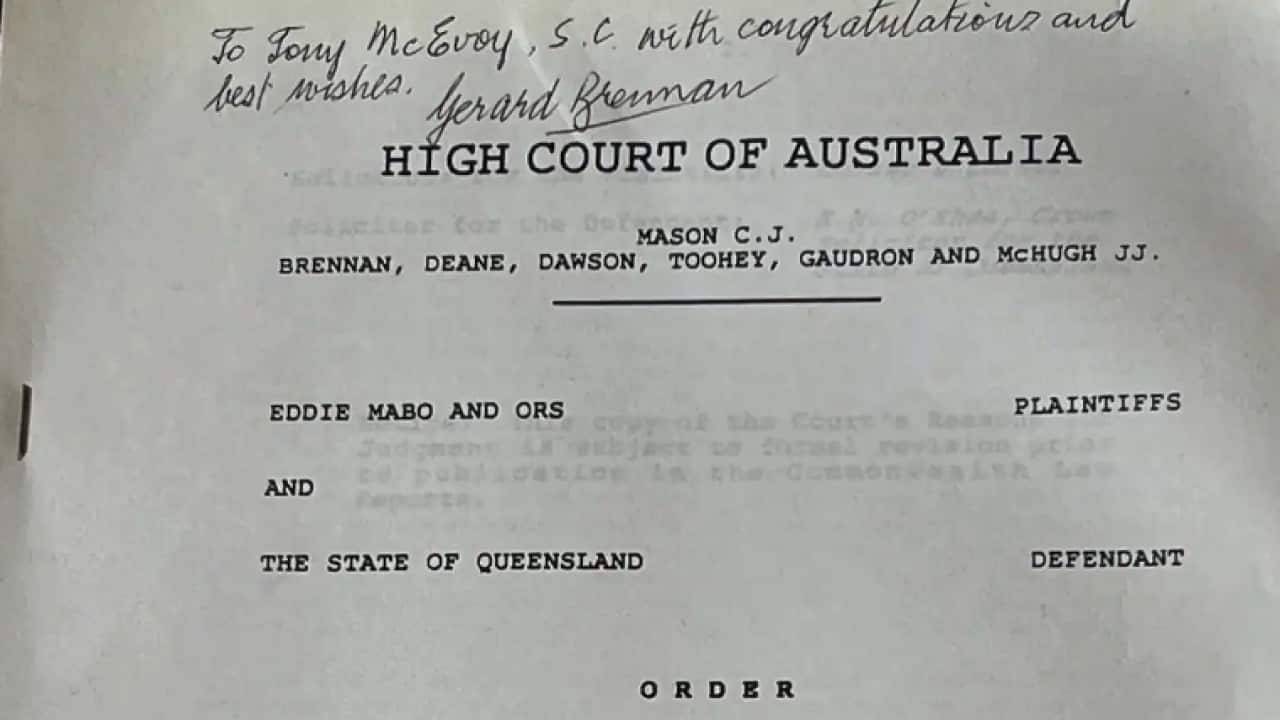 To Tony McEvoy, S.C. with congratulations and
best wishes. Gerard Brennan
HIGH COURT OF AUSTRALIA
MASON C.J.
BRENNAN, DEANE, DAWSON, TOOHEY, GAUDRON AND McHUGH JJ.
EDDIE MABO AND ORS PLAINTIFFS
AND
THE STATE OF QUEENSLAND DEFENDANT
O R D E R